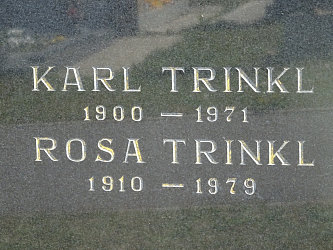 KARL TRINKL
1900 — 1971
ROSA TRINKL
1910 — 1979